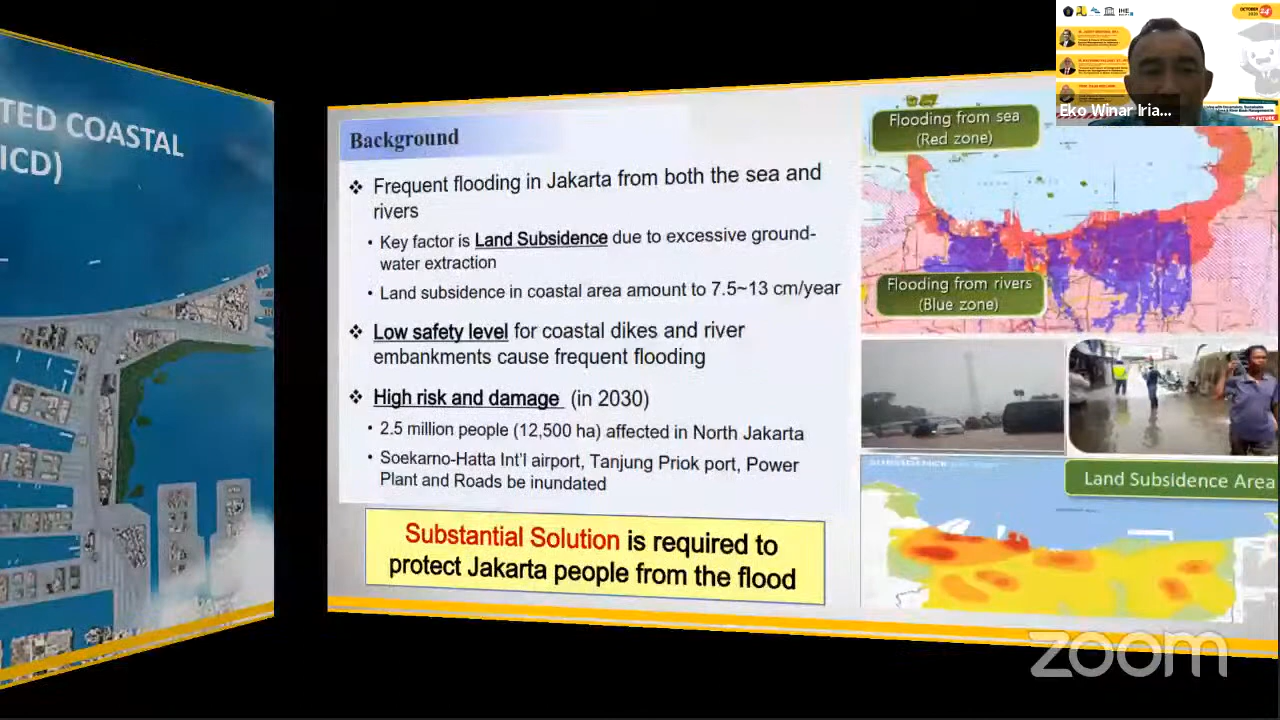 TED COASTAL
ICD)
Background
❖ Frequent flooding in Jakarta from both the sea and
rivers
• Key factor is Land Subsidence due to excessive ground-
water extraction
• Land subsidence in coastal area amount to 7.5~13 cm/year
❖ Low safety level for coastal dikes and river
embankments cause frequent flooding
❖ High risk and damage (in 2030)
• 2.5 million people (12,500 ha) affected in North Jakarta
• Soekarno-Hatta Int'l airport, Tanjung Priok port, Power
Plant and Roads be inundated
Substantial Solution is required to
protect Jakarta people from the flood
Flooding from sea
(Red zone)
Flooding from rivers
(Blue zone)
Land Subsidence Area
IHE
OCTOBER
24
Eko Winar Iria...
FUTURE
zoom